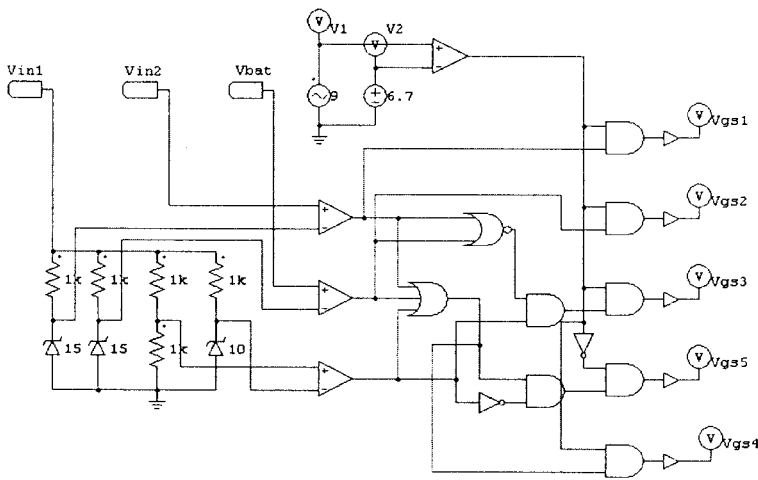 V V1
V2
V
Vin1 Vin2 Vbat
9 6.7
V Vgs1
V Vgs2
1k 1k 1k 1k
V Vgs3
15 15 1k 10
V Vgs5
V Vgs4